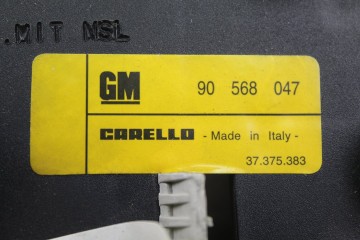 .MIT NSL
GM 90 568 047
CARELLO - Made in Italy -
37.375.383